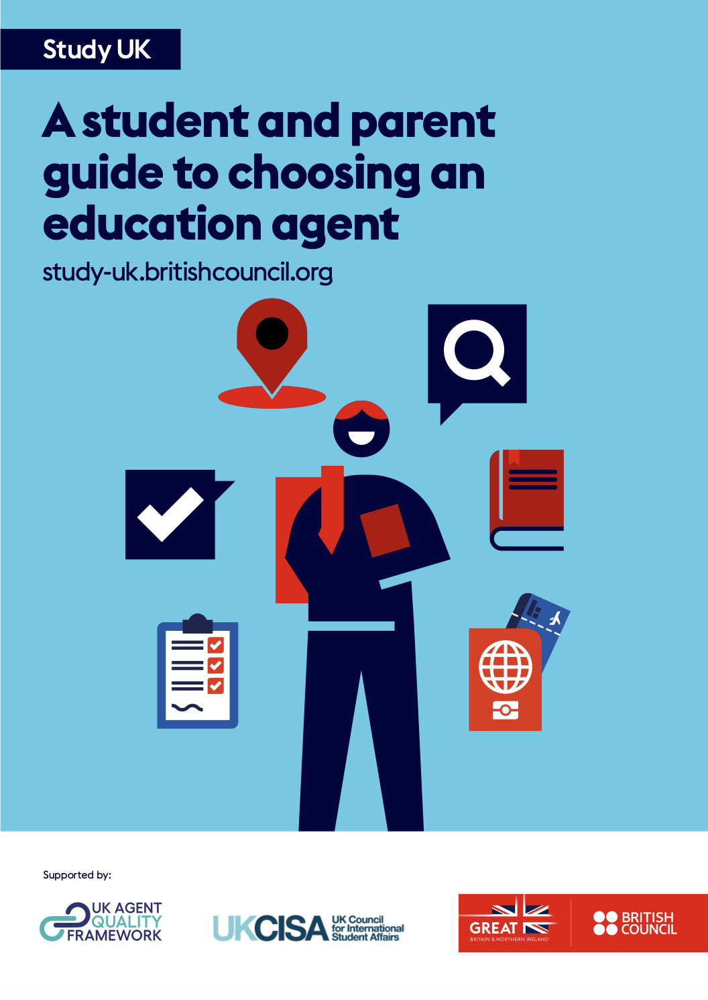 Study UK
A student and parent
guide to choosing an
education agent
study-uk.britishcouncil.org
Supported by:
UK AGENT
QUALITY
FRAMEWORK
UKCISA
UK Council
for International
Student Affairs
GREAT
BRITAIN & NORTHERN IRELAND
BRITISH
COUNCIL